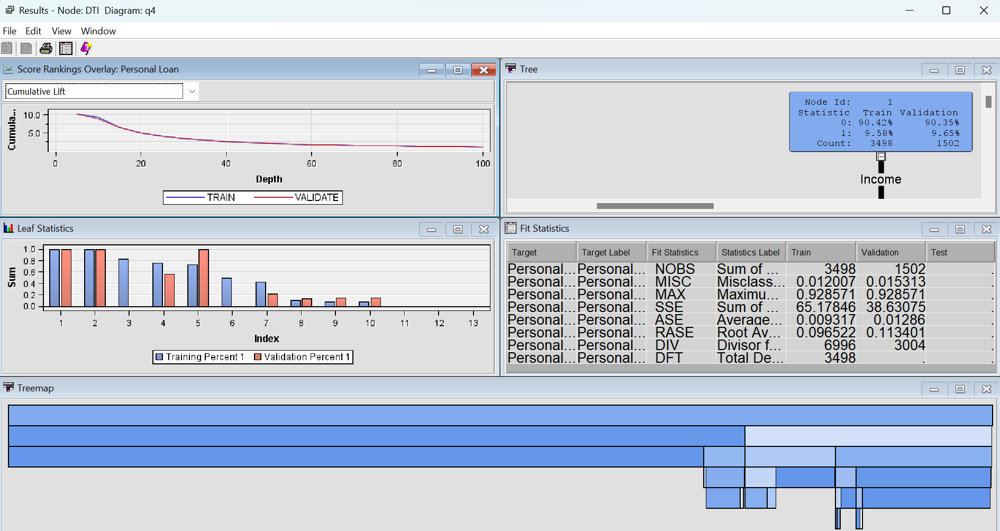 Results - Node: DTI Diagram: q4
File Edit View Window
Score Rankings Overlay: Personal Loan
Cumulative Lift
Cumula...
10.0
5.0
0 20 40 60 80 100
Depth
TRAIN VALIDATE
Tree
Node Id: 1
Statistic Train Validation
0: 90.42% 90.35%
1: 9.58% 9.65%
Count: 3498 1502
Income
Leaf Statistics
Sum
1.0
0.8
0.6
0.4
0.2
0.0
1 2 3 4 5 6 7 8 9 10 11 12 13
Index
Training Percent 1 Validation Percent 1
Fit Statistics
Target Target Label Fit Statistics Statistics Label Train Validation Test
Personal... Personal... NOBS Sum of ... 3498 1502 .
Personal... Personal... MISC Misclass... 0.012007 0.015313 .
Personal... Personal... MAX Maximu... 0.928571 0.928571 .
Personal... Personal... SSE Sum of ... 65.17846 38.63075 .
Personal... Personal... ASE Average... 0.009317 0.01286 .
Personal... Personal... RASE Root Av... 0.096522 0.113401 .
Personal... Personal... DIV Divisor f... 6996 3004 .
Personal... Personal... DFT Total De... 3498 . .
Treemap